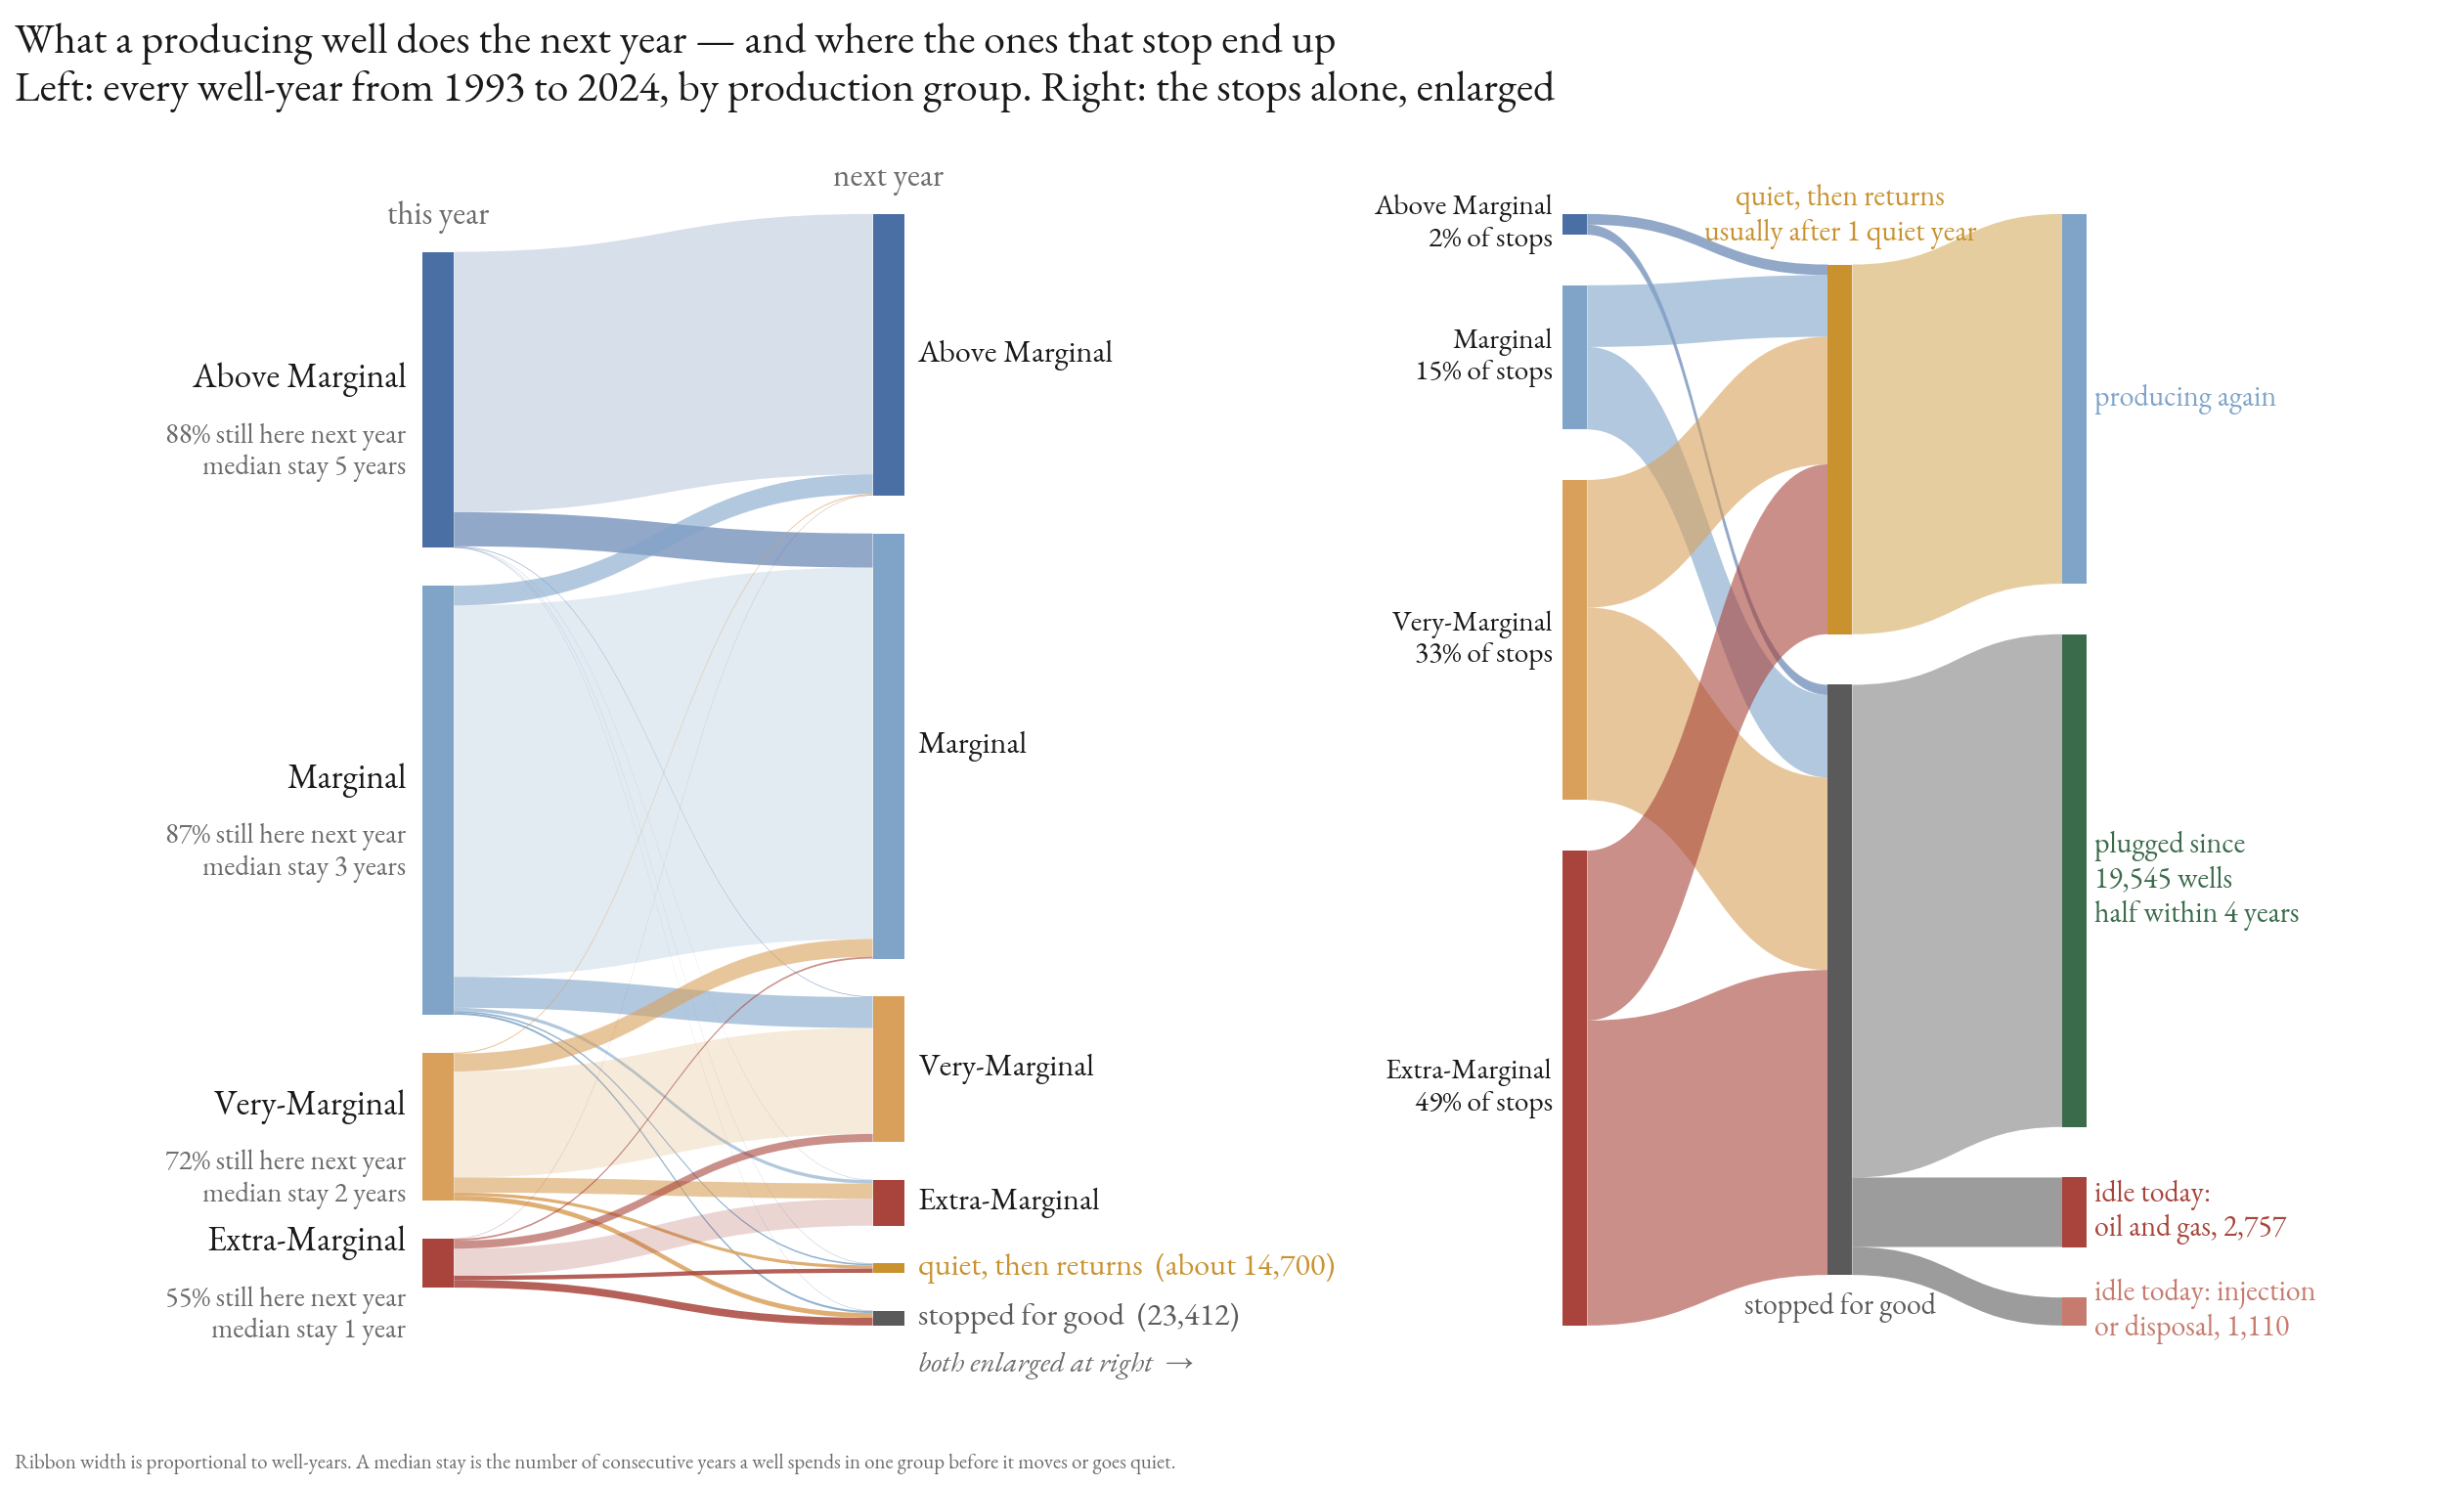 What a producing well does the next year — and where the ones that stop end up
Left: every well-year from 1993 to 2024, by production group. Right: the stops alone, enlarged
this year
next year
Above Marginal
88% still here next year
median stay 5 years
Marginal
87% still here next year
median stay 3 years
Very-Marginal
72% still here next year
median stay 2 years
Extra-Marginal
55% still here next year
median stay 1 year
Above Marginal
Marginal
Very-Marginal
Extra-Marginal
quiet, then returns (about 14,700)
stopped for good (23,412)
both enlarged at right →
Above Marginal
2% of stops
Marginal
15% of stops
Very-Marginal
33% of stops
Extra-Marginal
49% of stops
quiet, then returns
usually after 1 quiet year
stopped for good
producing again
plugged since
19,545 wells
half within 4 years
idle today:
oil and gas, 2,757
idle today: injection
or disposal, 1,110
Ribbon width is proportional to well-years. A median stay is the number of consecutive years a well spends in one group before it moves or goes quiet.